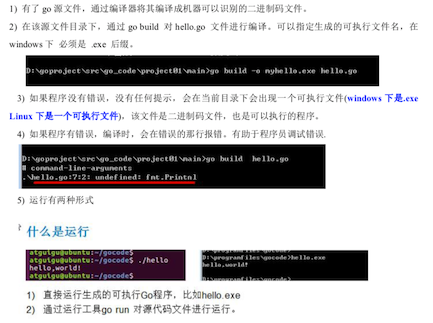 1) 有了 go 源文件，通过编译器将其编译成机器可以识别的二进制码文件。
2) 在该源文件目录下，通过 go build 对 hello.go 文件进行编译。可以指定生成的可执行文件名，在
windows 下 必须是 .exe 后缀。
D:\goproject\src\go_code\project01\main>go build -o myhello.exe hello.go
3) 如果程序没有错误，没有任何提示，会在当前目录下会出现一个可执行文件(windows 下是.exe
Linux 下是一个可执行文件)，该文件是二进制码文件，也是可以执行的程序。
4) 如果程序有错误，编译时，会在错误的那行报错。有助于程序员调试错误.
D:\goproject\src\go_code\project01\main>go build hello.go
# command-line-arguments
.\hello.go:7:2: undefined: fmt.Printnl
5) 运行有两种形式
什么是运行
atguigu@ubuntu:~/gocode$
atguigu@ubuntu:~/gocode$ ./hello
hello,world!
atguigu@ubuntu:~/gocode$
D:\programfiles\gocode>hello.exe
hello,world!
1) 直接运行生成的可执行Go程序，比如hello.exe
2) 通过运行工具go run 对源代码文件进行运行。